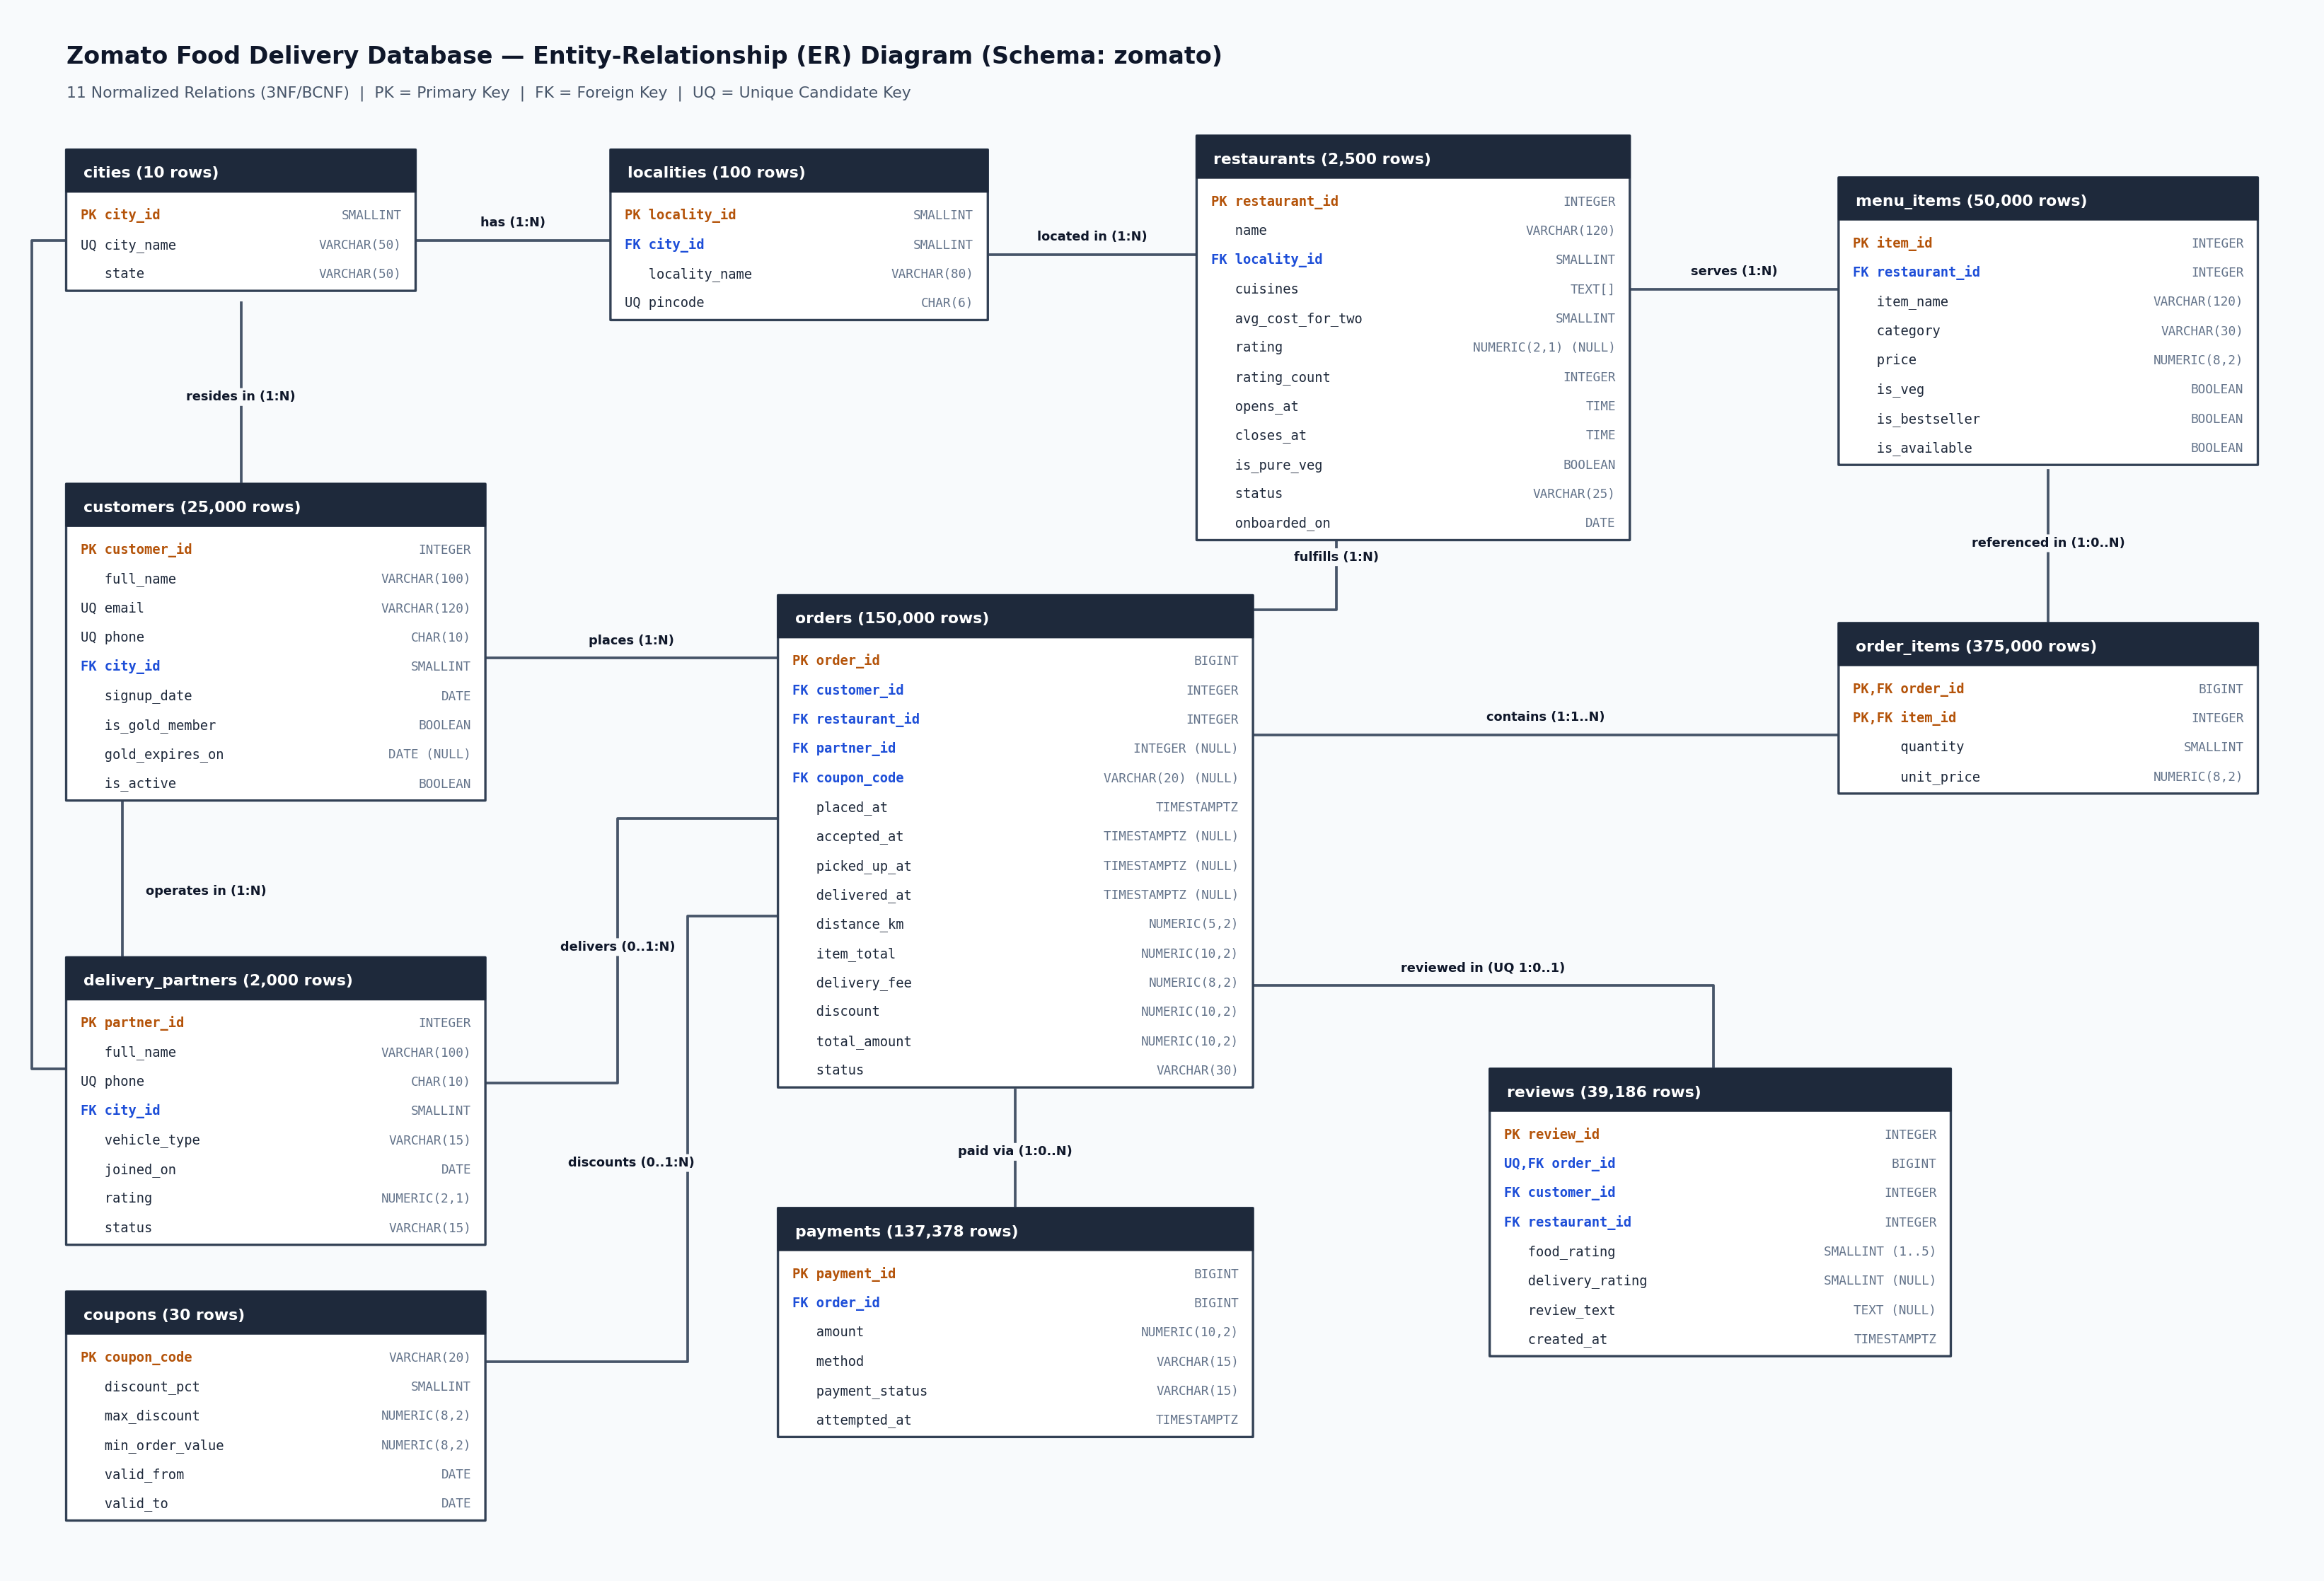 Zomato Food Delivery Database — Entity-Relationship (ER) Diagram (Schema: zomato)
11 Normalized Relations (3NF/BCNF) | PK = Primary Key | FK = Foreign Key | UQ = Unique Candidate Key
cities (10 rows)
PK city_id SMALLINT
UQ city_name VARCHAR(50)
state VARCHAR(50)
has (1:N)
localities (100 rows)
PK locality_id SMALLINT
FK city_id SMALLINT
locality_name VARCHAR(80)
UQ pincode CHAR(6)
located in (1:N)
restaurants (2,500 rows)
PK restaurant_id INTEGER
name VARCHAR(120)
FK locality_id SMALLINT
cuisines TEXT[]
avg_cost_for_two SMALLINT
rating NUMERIC(2,1) (NULL)
rating_count INTEGER
opens_at TIME
closes_at TIME
is_pure_veg BOOLEAN
status VARCHAR(25)
onboarded_on DATE
serves (1:N)
menu_items (50,000 rows)
PK item_id INTEGER
FK restaurant_id INTEGER
item_name VARCHAR(120)
category VARCHAR(30)
price NUMERIC(8,2)
is_veg BOOLEAN
is_bestseller BOOLEAN
is_available BOOLEAN
resides in (1:N)
fulfills (1:N)
referenced in (1:0..N)
customers (25,000 rows)
PK customer_id INTEGER
full_name VARCHAR(100)
UQ email VARCHAR(120)
UQ phone CHAR(10)
FK city_id SMALLINT
signup_date DATE
is_gold_member BOOLEAN
gold_expires_on DATE (NULL)
is_active BOOLEAN
places (1:N)
orders (150,000 rows)
PK order_id BIGINT
FK customer_id INTEGER
FK restaurant_id INTEGER
FK partner_id INTEGER (NULL)
FK coupon_code VARCHAR(20) (NULL)
placed_at TIMESTAMPTZ
accepted_at TIMESTAMPTZ (NULL)
picked_up_at TIMESTAMPTZ (NULL)
delivered_at TIMESTAMPTZ (NULL)
distance_km NUMERIC(5,2)
item_total NUMERIC(10,2)
delivery_fee NUMERIC(8,2)
discount NUMERIC(10,2)
total_amount NUMERIC(10,2)
status VARCHAR(30)
contains (1:1..N)
order_items (375,000 rows)
PK,FK order_id BIGINT
PK,FK item_id INTEGER
quantity SMALLINT
unit_price NUMERIC(8,2)
operates in (1:N)
delivers (0..1:N)
reviewed in (UQ 1:0..1)
delivery_partners (2,000 rows)
PK partner_id INTEGER
full_name VARCHAR(100)
UQ phone CHAR(10)
FK city_id SMALLINT
vehicle_type VARCHAR(15)
joined_on DATE
rating NUMERIC(2,1)
status VARCHAR(15)
discounts (0..1:N)
paid via (1:0..N)
reviews (39,186 rows)
PK review_id INTEGER
UQ,FK order_id BIGINT
FK customer_id INTEGER
FK restaurant_id INTEGER
food_rating SMALLINT (1..5)
delivery_rating SMALLINT (NULL)
review_text TEXT (NULL)
created_at TIMESTAMPTZ
payments (137,378 rows)
PK payment_id BIGINT
FK order_id BIGINT
amount NUMERIC(10,2)
method VARCHAR(15)
payment_status VARCHAR(15)
attempted_at TIMESTAMPTZ
coupons (30 rows)
PK coupon_code VARCHAR(20)
discount_pct SMALLINT
max_discount NUMERIC(8,2)
min_order_value NUMERIC(8,2)
valid_from DATE
valid_to DATE